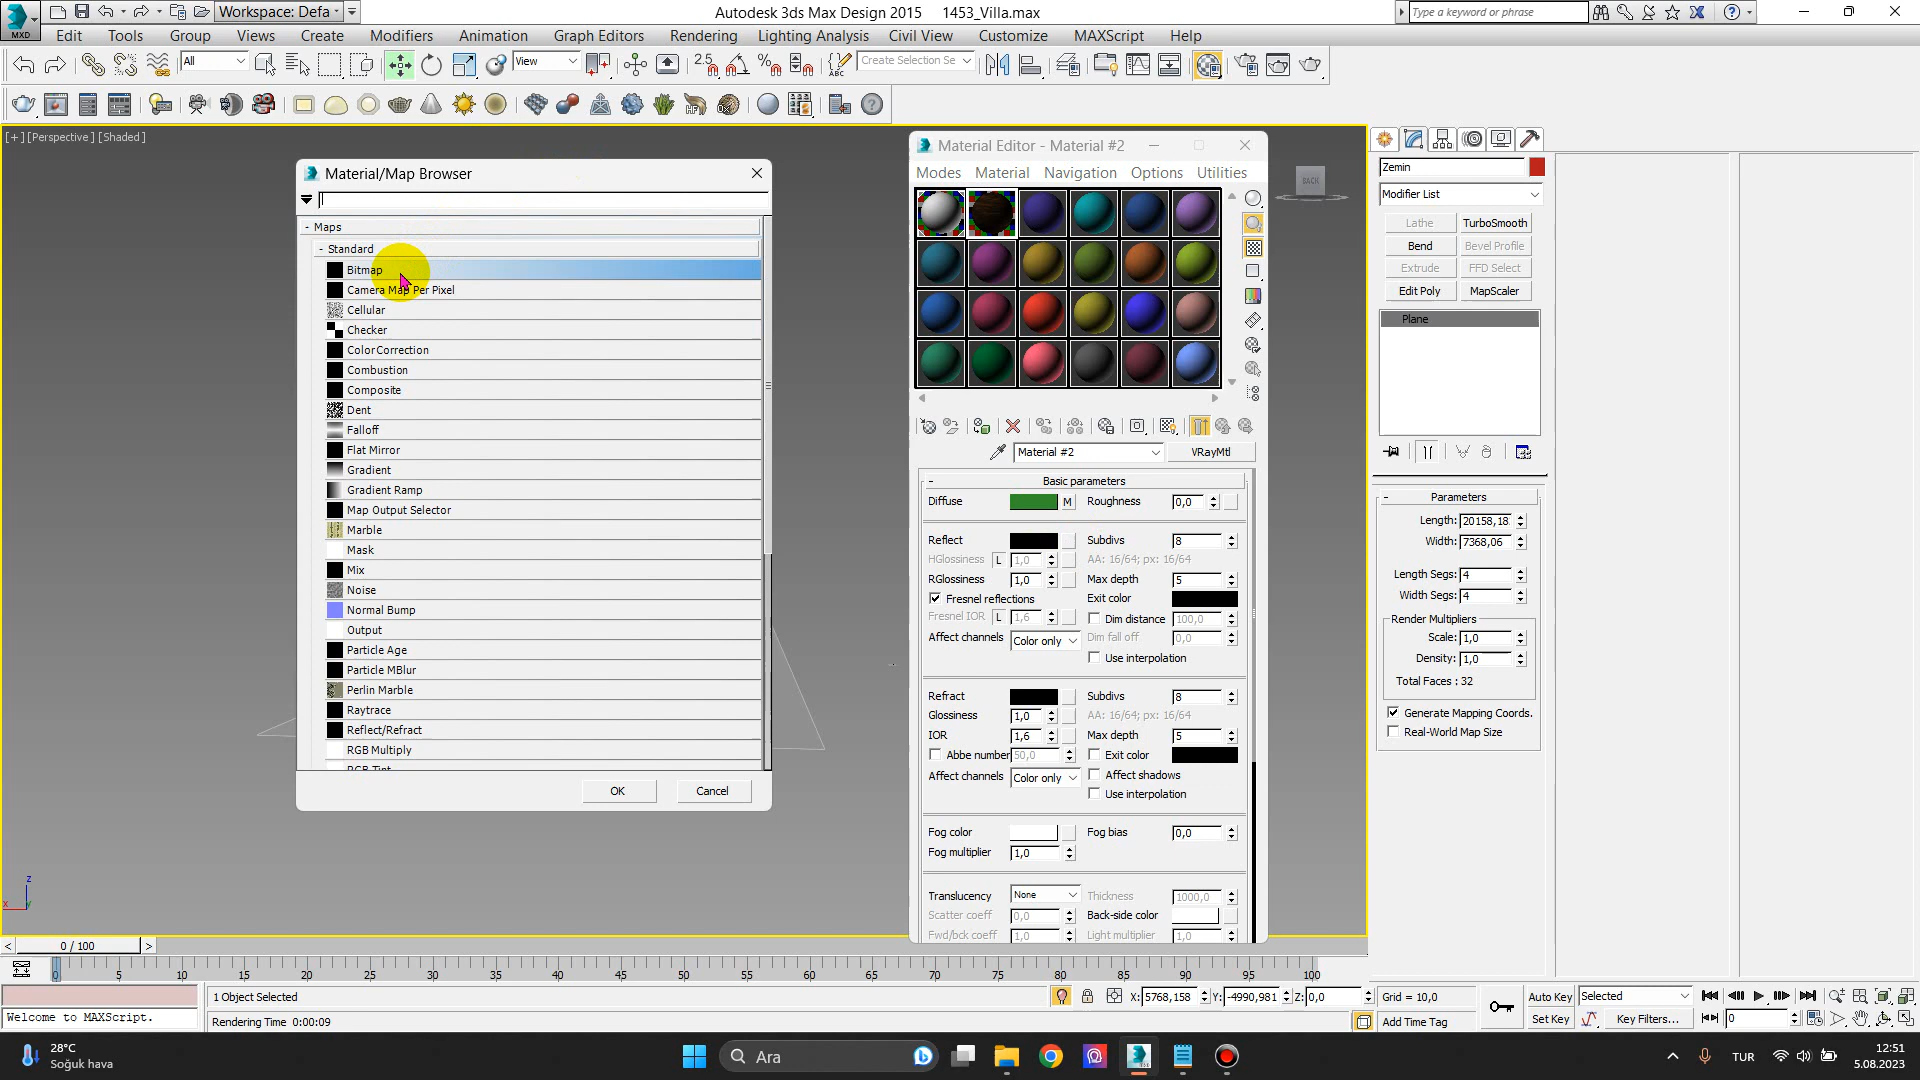 Workspace: Defa
Autodesk 3ds Max Design 2015 1453_Villa.max
Type a keyword or phrase
MXD
Edit Tools Group Views Create Modifiers Animation Graph Editors Rendering Lighting Analysis Civil View Customize MAXScript Help
All
View
2.5
Create Selection Se
[+] [Perspective] [Shaded]
Material/Map Browser
- Maps
- Standard
Bitmap
Camera Map Per Pixel
Cellular
Checker
ColorCorrection
Combustion
Composite
Dent
Falloff
Flat Mirror
Gradient
Gradient Ramp
Map Output Selector
Marble
Mask
Mix
Noise
Normal Bump
Output
Particle Age
Particle MBlur
Perlin Marble
Raytrace
Reflect/Refract
RGB Multiply
RGB Tint
OK
Cancel
Material Editor - Material #2
Modes Material Navigation Options Utilities
Material #2
VRayMtl
- Basic parameters
Diffuse M Roughness 0,0
Reflect Subdivs 8
HGlossiness L 1,0 AA: 16/64; px: 16/64
RGlossiness 1,0 Max depth 5
Fresnel reflections Exit color
Fresnel IOR L 1,6 Dim distance 100,0
Affect channels Color only Dim fall off 0,0
Use interpolation
Refract Subdivs 8
Glossiness 1,0 AA: 16/64; px: 16/64
IOR 1,6 Max depth 5
Abbe number 50,0 Exit color
Affect channels Color only Affect shadows
Use interpolation
Fog color Fog bias 0,0
Fog multiplier 1,0
Translucency None Thickness 1000,0
Scatter coeff 0,0 Back-side color
Fwd/bck coeff 1,0 Light multiplier 1,0
BACK
Zemin
Modifier List
Lathe TurboSmooth
Bend Bevel Profile
Extrude FFD Select
Edit Poly MapScaler
Plane
- Parameters
Length: 20158,18
Width: 7368,06
Length Segs: 4
Width Segs: 4
Render Multipliers
Scale: 1,0
Density: 1,0
Total Faces : 32
Generate Mapping Coords.
Real-World Map Size
z
x
y
< 0 / 100 >
0 5 10 15 20 25 30 35 40 45 50 55 60 65 70 75 80 85 90 95 100
Welcome to MAXScript.
1 Object Selected
Rendering Time 0:00:09
X: 5768,158 Y: -4990,981 Z: 0,0
Grid = 10,0
Add Time Tag
Auto Key Selected
Set Key Key Filters...
0
28°C
Soğuk hava
Ara
TUR
12:51
5.08.2023